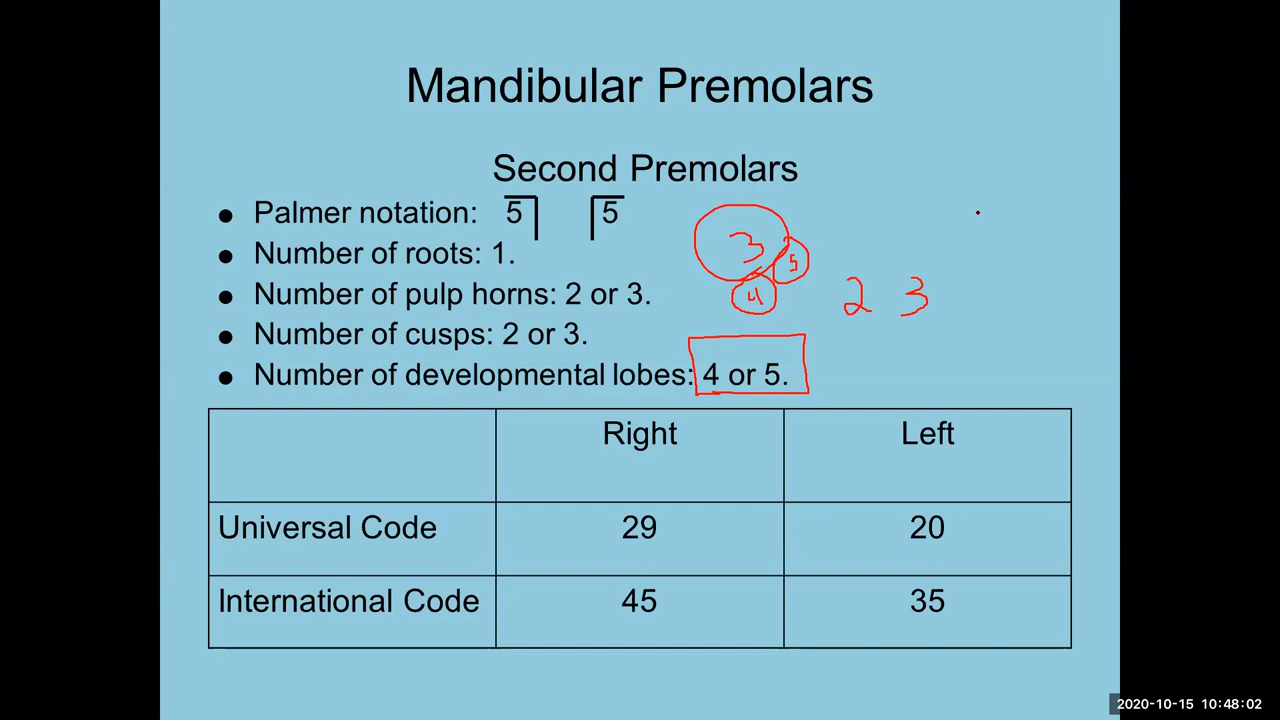 Mandibular Premolars
Second Premolars
● Palmer notation: 5 5
● Number of roots: 1.
● Number of pulp horns: 2 or 3.
● Number of cusps: 2 or 3.
● Number of developmental lobes: 4 or 5.
3
5
4
2 3
Right Left
Universal Code 29 20
International Code 45 35
2020-10-15 10:48:02